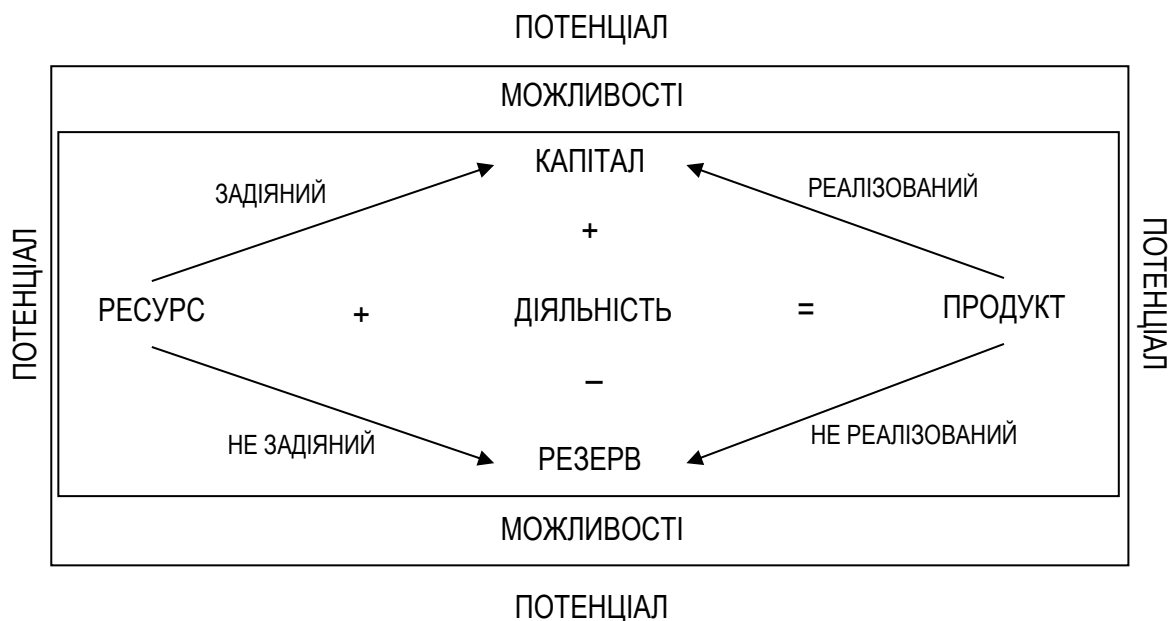 ПОТЕНЦІАЛ
МОЖЛИВОСТІ
КАПІТАЛ
ЗАДІЯНИЙ
РЕАЛІЗОВАНИЙ
+
ПОТЕНЦІАЛ
РЕСУРС + ДІЯЛЬНІСТЬ = ПРОДУКТ
ПОТЕНЦІАЛ
–
НЕ ЗАДІЯНИЙ
НЕ РЕАЛІЗОВАНИЙ
РЕЗЕРВ
МОЖЛИВОСТІ
ПОТЕНЦІАЛ